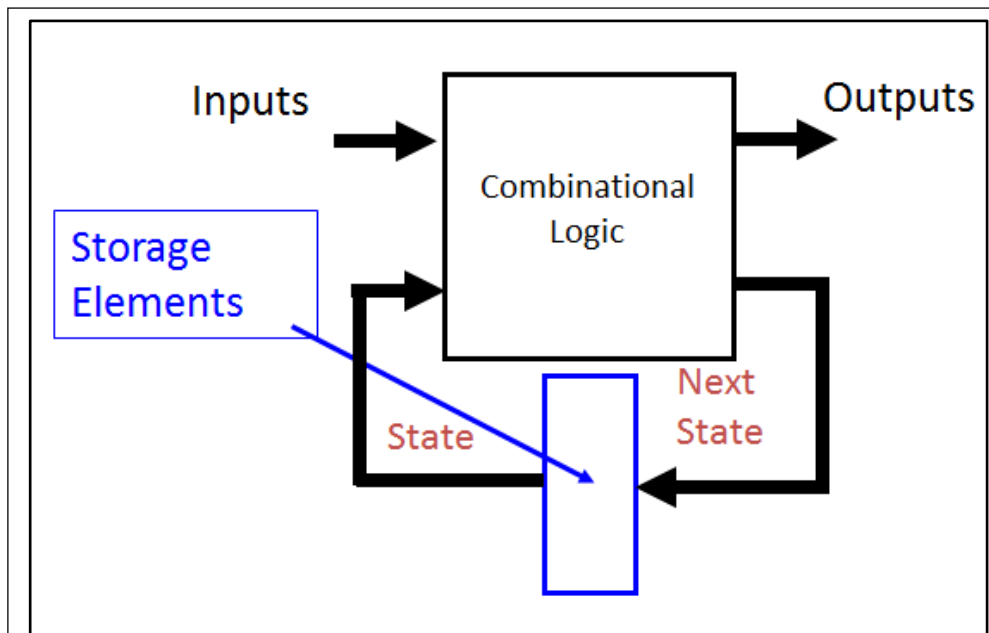 Inputs
Outputs
Combinational
Logic
Storage
Elements
Next
State
State